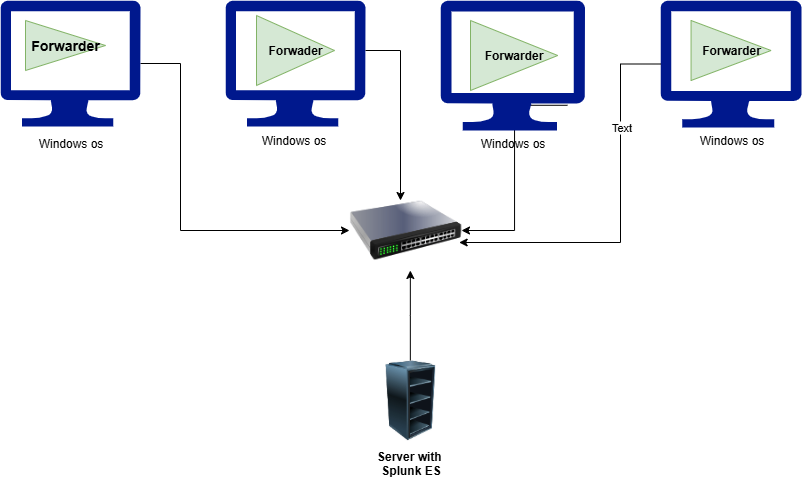 Forwarder
Forwader
Forwarder
Forwarder
Windows os
Windows os
Windows os
Windows os
Text
Server with
Splunk ES